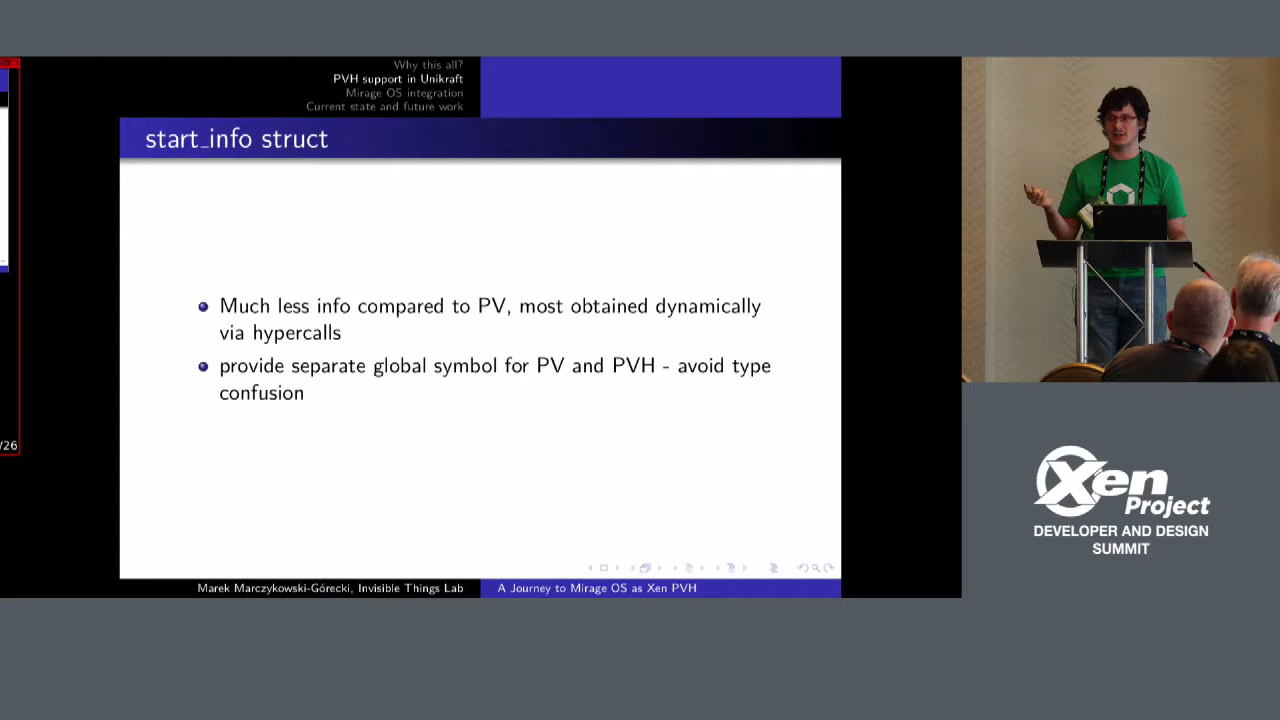 Why this all?
PVH support in Unikraft
Mirage OS integration
Current state and future work
start_info struct
Much less info compared to PV, most obtained dynamically
via hypercalls
provide separate global symbol for PV and PVH - avoid type
confusion
/26
Marek Marczykowski-Górecki, Invisible Things Lab
A Journey to Mirage OS as Xen PVH
Xen
Project
DEVELOPER AND DESIGN
SUMMIT